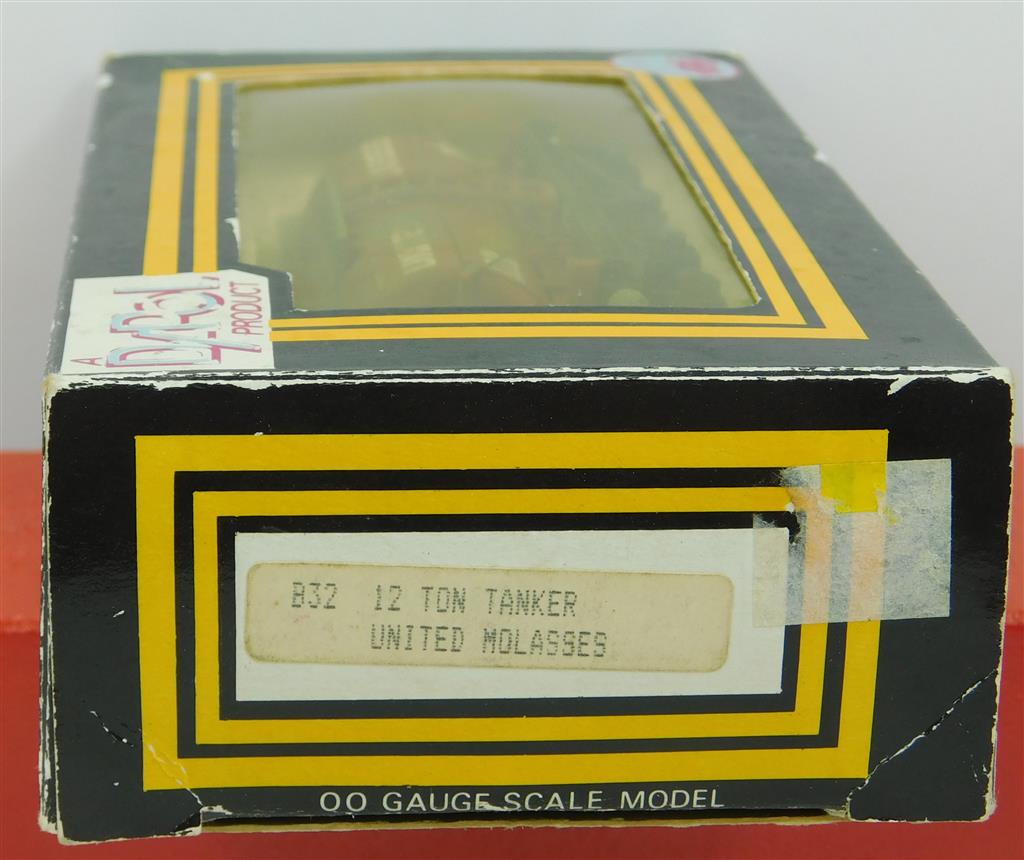 A
DAPOL
PRODUCT
B32 12 TON TANKER
UNITED MOLASSES
OO GAUGE SCALE MODEL